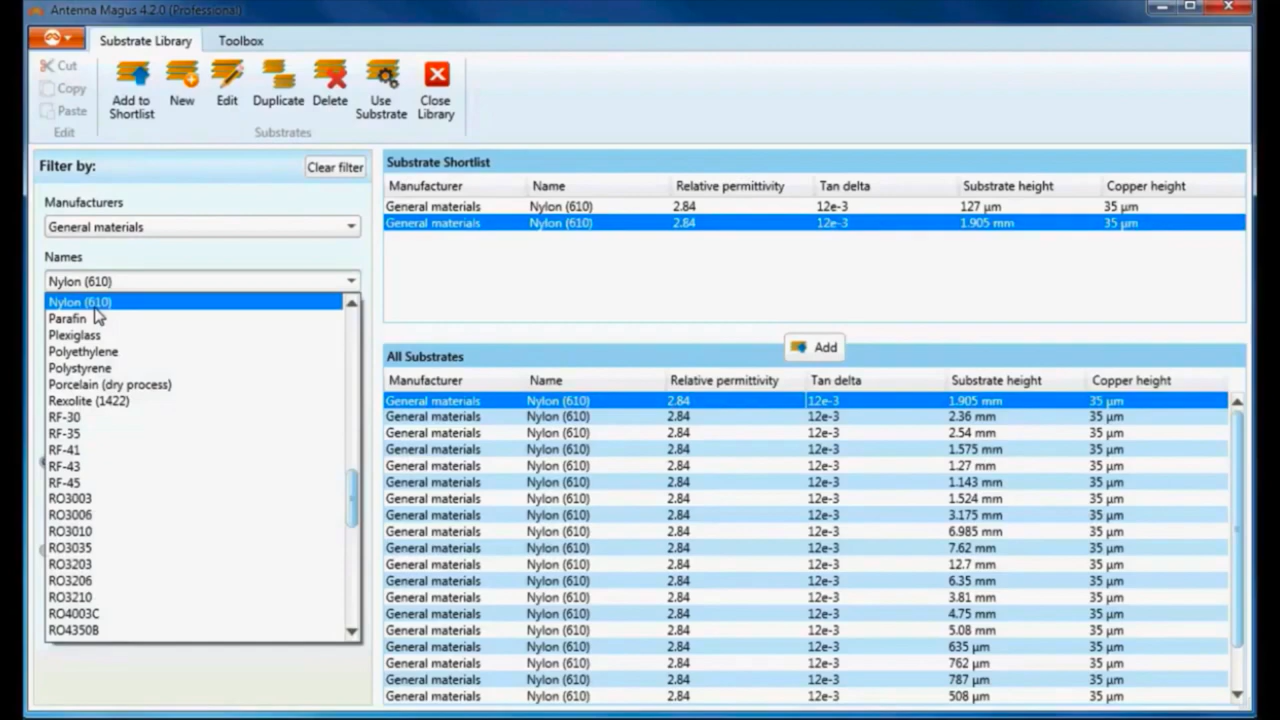 Antenna Magus 4.2.0 (Professional)
Substrate Library Toolbox
Cut
Copy
Paste
Edit
Add to Shortlist
New
Edit
Duplicate
Delete
Use Substrate
Close Library
Substrates
Filter by:
Clear filter
Manufacturers
General materials
Names
Nylon (610)
Nylon (610)
Parafin
Plexiglass
Polyethylene
Polystyrene
Porcelain (dry process)
Rexolite (1422)
RF-30
RF-35
RF-41
RF-43
RF-45
RO3003
RO3006
RO3010
RO3035
RO3203
RO3206
RO3210
RO4003C
RO4350B
Substrate Shortlist
Manufacturer Name Relative permittivity Tan delta Substrate height Copper height
General materials Nylon (610) 2.84 12e-3 127 µm 35 µm
General materials Nylon (610) 2.84 12e-3 1.905 mm 35 µm
Add
All Substrates
Manufacturer Name Relative permittivity Tan delta Substrate height Copper height
General materials Nylon (610) 2.84 12e-3 1.905 mm 35 µm
General materials Nylon (610) 2.84 12e-3 2.36 mm 35 µm
General materials Nylon (610) 2.84 12e-3 2.54 mm 35 µm
General materials Nylon (610) 2.84 12e-3 1.575 mm 35 µm
General materials Nylon (610) 2.84 12e-3 1.27 mm 35 µm
General materials Nylon (610) 2.84 12e-3 1.143 mm 35 µm
General materials Nylon (610) 2.84 12e-3 1.524 mm 35 µm
General materials Nylon (610) 2.84 12e-3 3.175 mm 35 µm
General materials Nylon (610) 2.84 12e-3 6.985 mm 35 µm
General materials Nylon (610) 2.84 12e-3 7.62 mm 35 µm
General materials Nylon (610) 2.84 12e-3 12.7 mm 35 µm
General materials Nylon (610) 2.84 12e-3 6.35 mm 35 µm
General materials Nylon (610) 2.84 12e-3 3.81 mm 35 µm
General materials Nylon (610) 2.84 12e-3 4.75 mm 35 µm
General materials Nylon (610) 2.84 12e-3 5.08 mm 35 µm
General materials Nylon (610) 2.84 12e-3 635 µm 35 µm
General materials Nylon (610) 2.84 12e-3 762 µm 35 µm
General materials Nylon (610) 2.84 12e-3 787 µm 35 µm
General materials Nylon (610) 2.84 12e-3 508 µm 35 µm